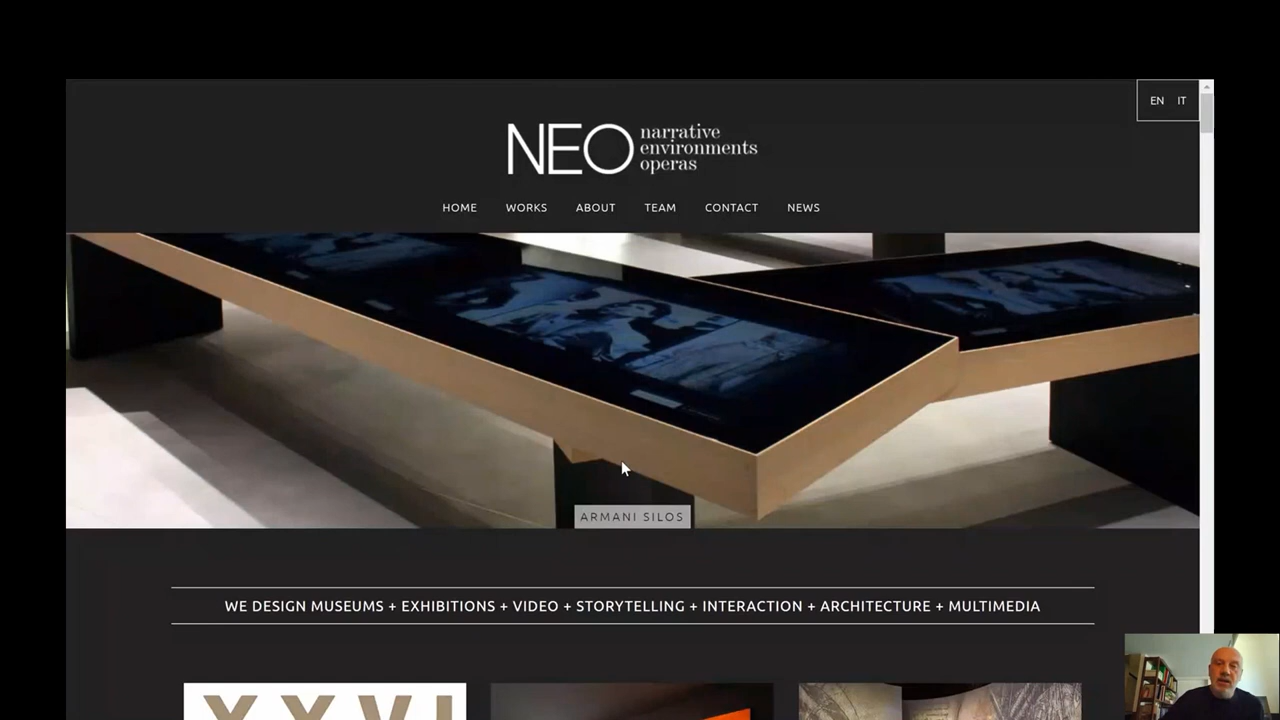 EN IT
NEO narrative
environments
operas
HOME WORKS ABOUT TEAM CONTACT NEWS
ARMANI SILOS
WE DESIGN MUSEUMS + EXHIBITIONS + VIDEO + STORYTELLING + INTERACTION + ARCHITECTURE + MULTIMEDIA
XXVI